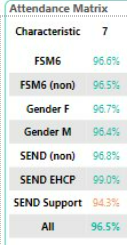 Attendance Matrix
Characteristic 7
FSM6 96.6%
FSM6 (non) 96.5%
Gender F 96.7%
Gender M 96.4%
SEND (non) 96.8%
SEND EHCP 99.0%
SEND Support 94.3%
All 96.5%